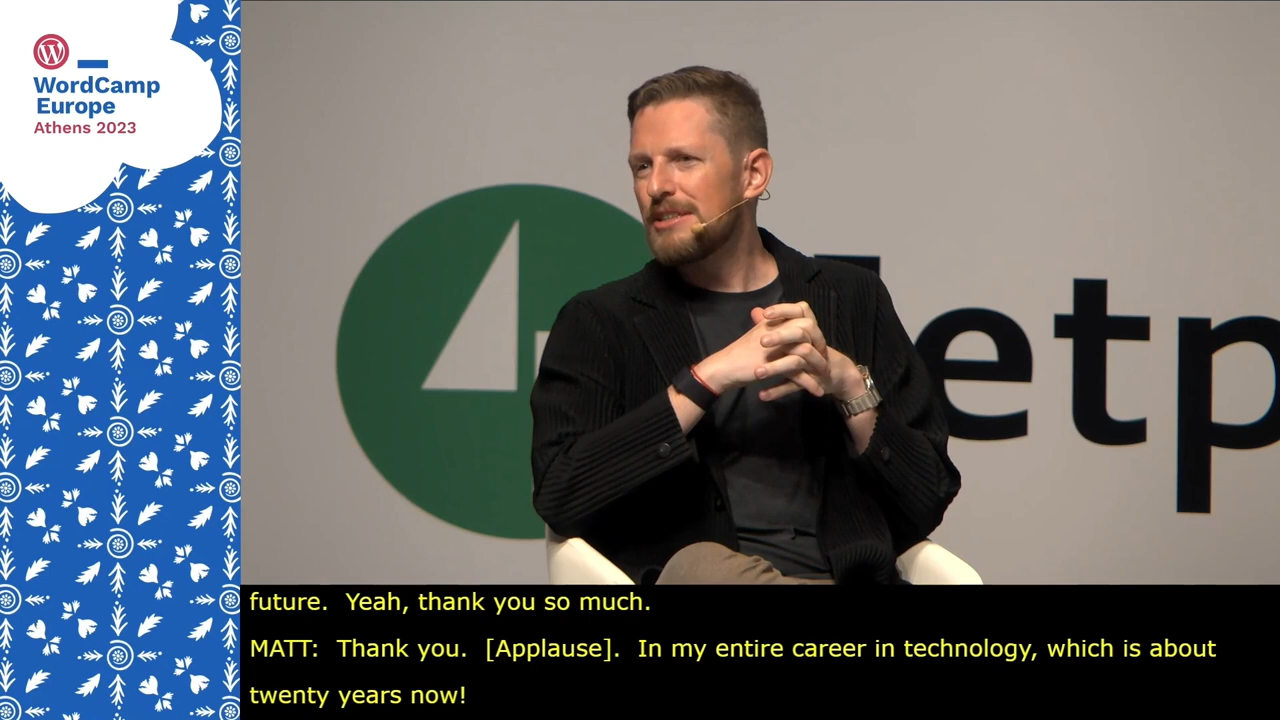 WordCamp
Europe
Athens 2023
Jetp
future. Yeah, thank you so much.
MATT: Thank you. [Applause]. In my entire career in technology, which is about
twenty years now!